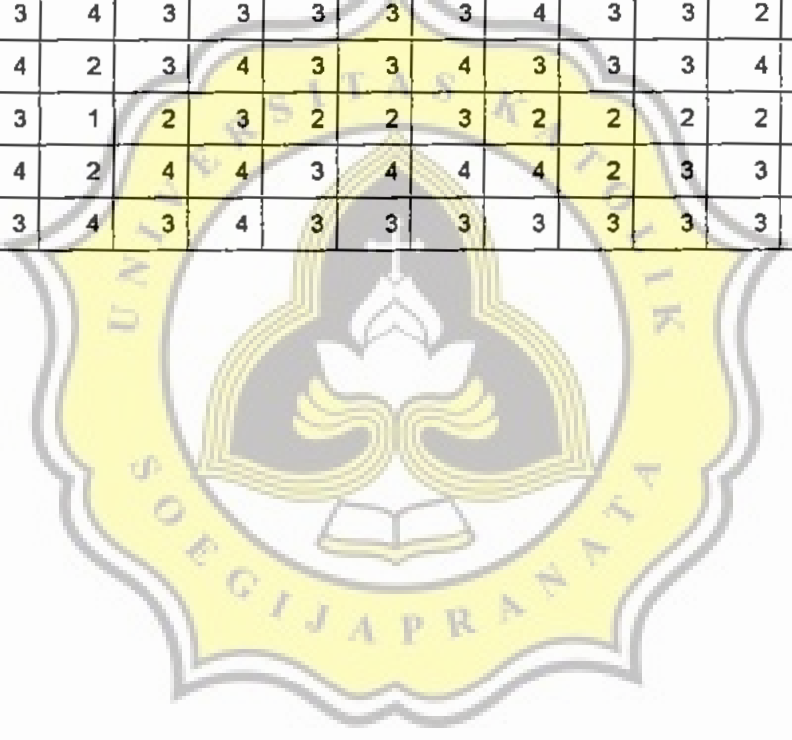 3 4 3 3 3 3 3 4 3 3 2
4 2 3 4 3 3 4 3 3 3 4
3 1 2 3 2 2 3 2 2 2 2
4 2 4 4 3 4 4 4 2 3 3
3 4 3 4 3 3 3 3 3 3 3
UNIVERSITAS KATOLIK
SOEGIJAPRANATA